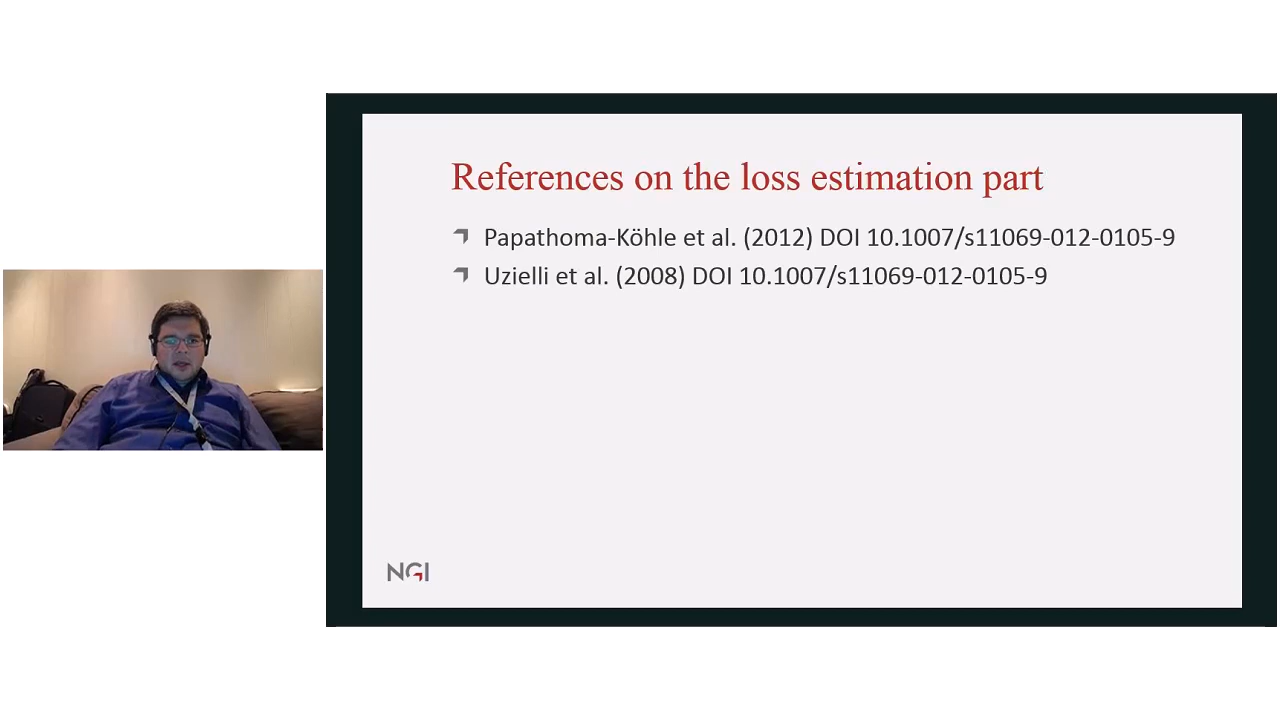 References on the loss estimation part
Papathoma-Köhle et al. (2012) DOI 10.1007/s11069-012-0105-9
Uzielli et al. (2008) DOI 10.1007/s11069-012-0105-9
NGI